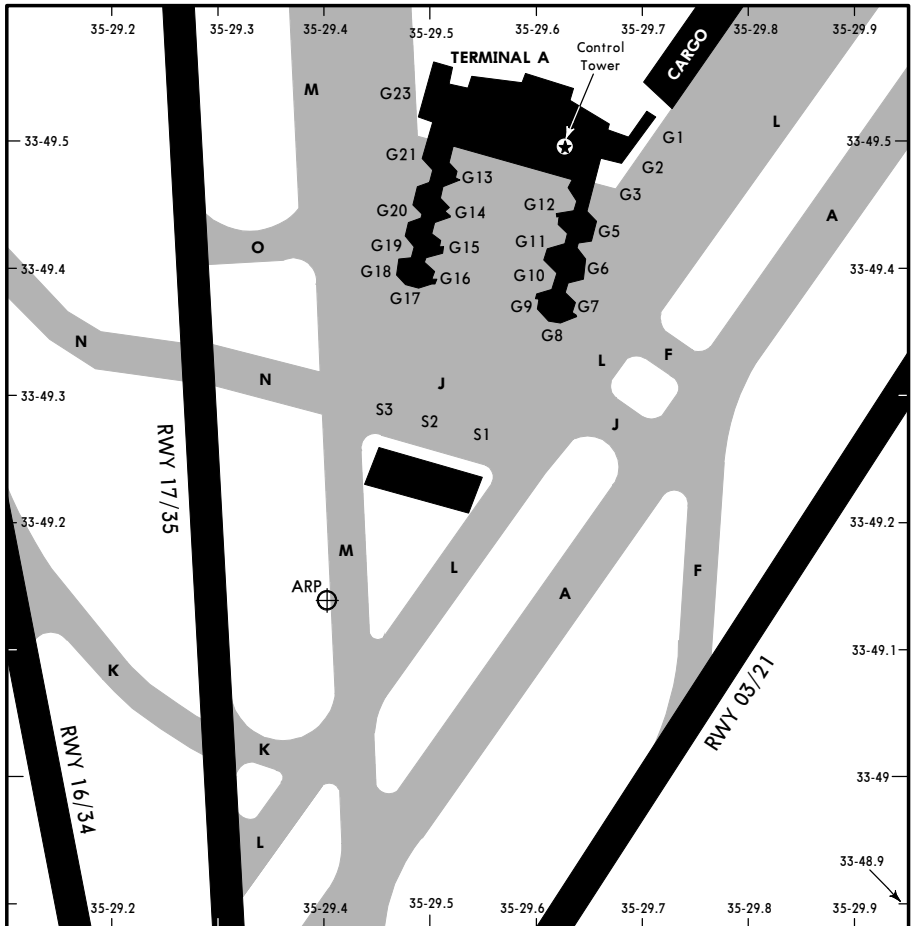 35-29.2
35-29.3
35-29.4
35-29.5
35-29.6
35-29.7
35-29.8
35-29.9
Control
Tower
TERMINAL A
CARGO
M
G23
L
33-49.5
G1
33-49.5
G21
G2
G13
G3
G20
G14
G12
G5
A
O
G19
G15
G11
G18
G16
G10
G6
33-49.4
33-49.4
G17
G9
G7
G8
N
F
L
N
J
33-49.3
S3
S2
S1
J
RWY 17/35
33-49.2
33-49.2
M
L
F
ARP
A
K
33-49.1
RWY 03/21
K
RWY 16/34
33-49
L
33-48.9
35-29.2
35-29.4
35-29.5
35-29.6
35-29.7
35-29.8
35-29.9